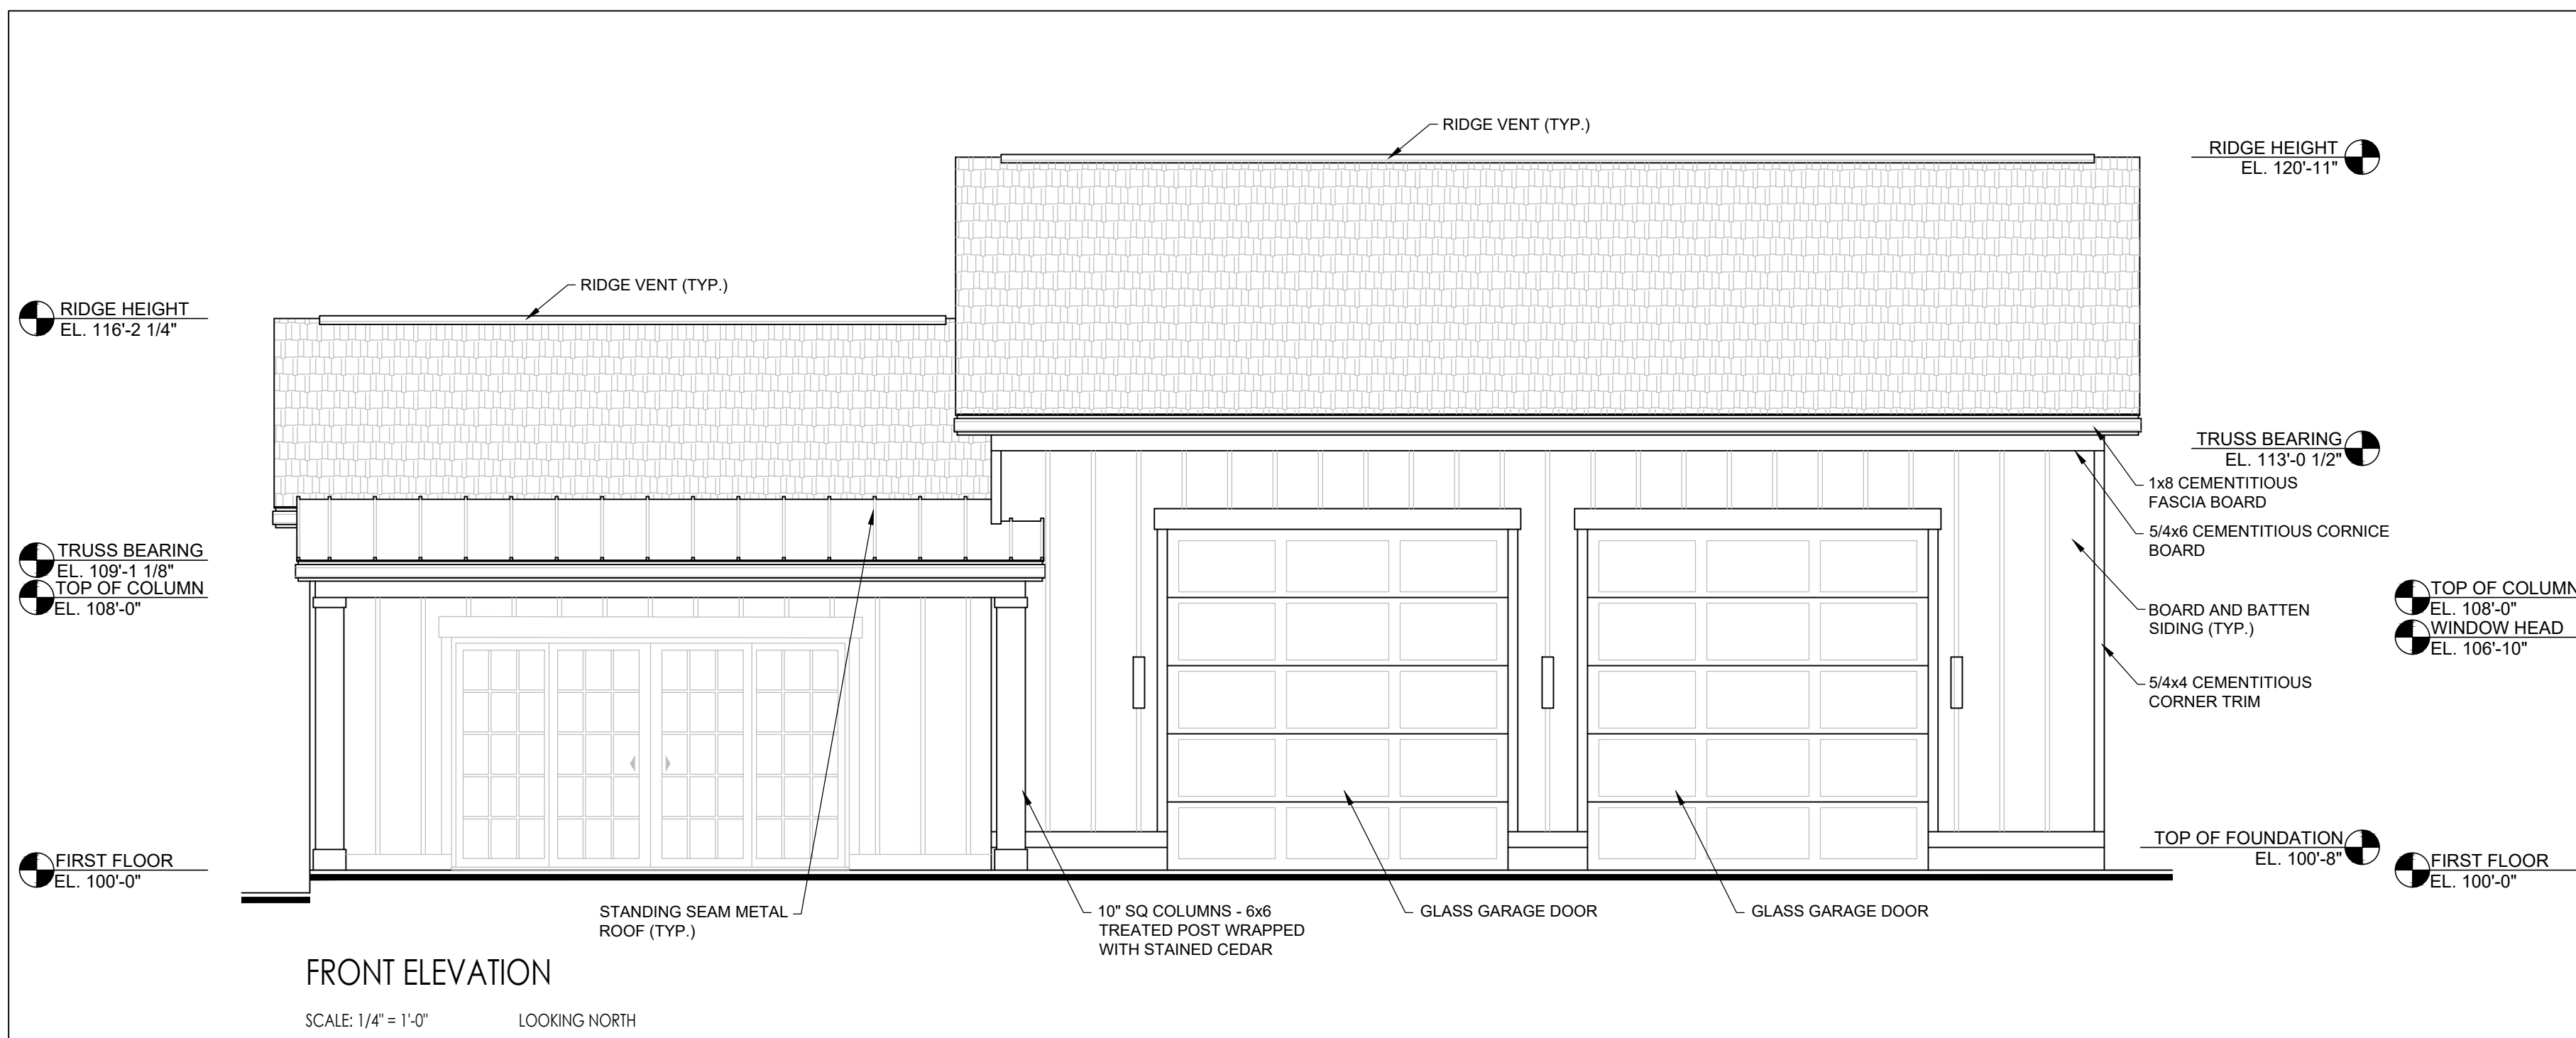 RIDGE VENT (TYP.)
RIDGE HEIGHT
EL. 120'-11"
RIDGE VENT (TYP.)
RIDGE HEIGHT
EL. 116'-2 1/4"
TRUSS BEARING
EL. 113'-0 1/2"
1x8 CEMENTITIOUS
FASCIA BOARD
5/4x6 CEMENTITIOUS CORNICE
BOARD
TRUSS BEARING
EL. 109'-1 1/8"
TOP OF COLUMN
EL. 108'-0"
TOP OF COLUMN
EL. 108'-0"
BOARD AND BATTEN
SIDING (TYP.)
WINDOW HEAD
EL. 106'-10"
5/4x4 CEMENTITIOUS
CORNER TRIM
TOP OF FOUNDATION
EL. 100'-8"
FIRST FLOOR
EL. 100'-0"
FIRST FLOOR
EL. 100'-0"
STANDING SEAM METAL
ROOF (TYP.)
10" SQ COLUMNS - 6x6
TREATED POST WRAPPED
WITH STAINED CEDAR
GLASS GARAGE DOOR
GLASS GARAGE DOOR
FRONT ELEVATION
SCALE: 1/4" = 1'-0"
LOOKING NORTH